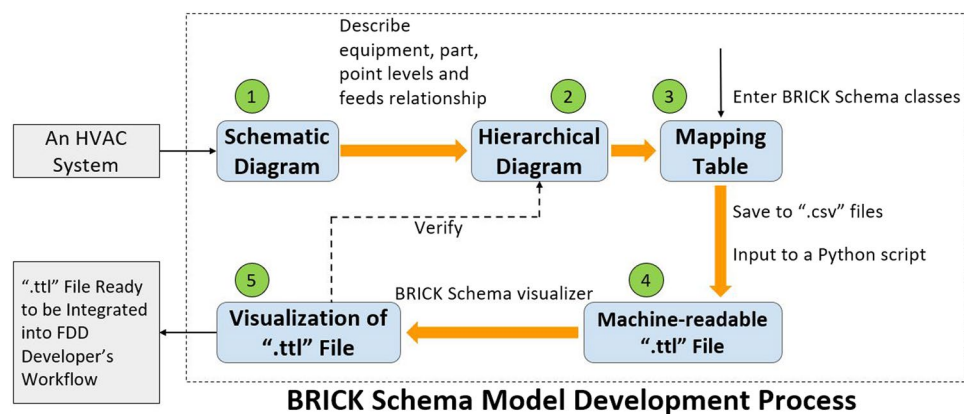 Describe
equipment, part,
point levels and
feeds relationship
1
2
3
Enter BRICK Schema classes
An HVAC
System
Schematic
Diagram
Hierarchical
Diagram
Mapping
Table
Verify
Save to “.csv” files
Input to a Python script
“.ttl” File Ready
to be Integrated
into FDD
Developer’s
Workflow
5
Visualization of
“.ttl” File
BRICK Schema visualizer
4
Machine-readable
“.ttl” File
BRICK Schema Model Development Process